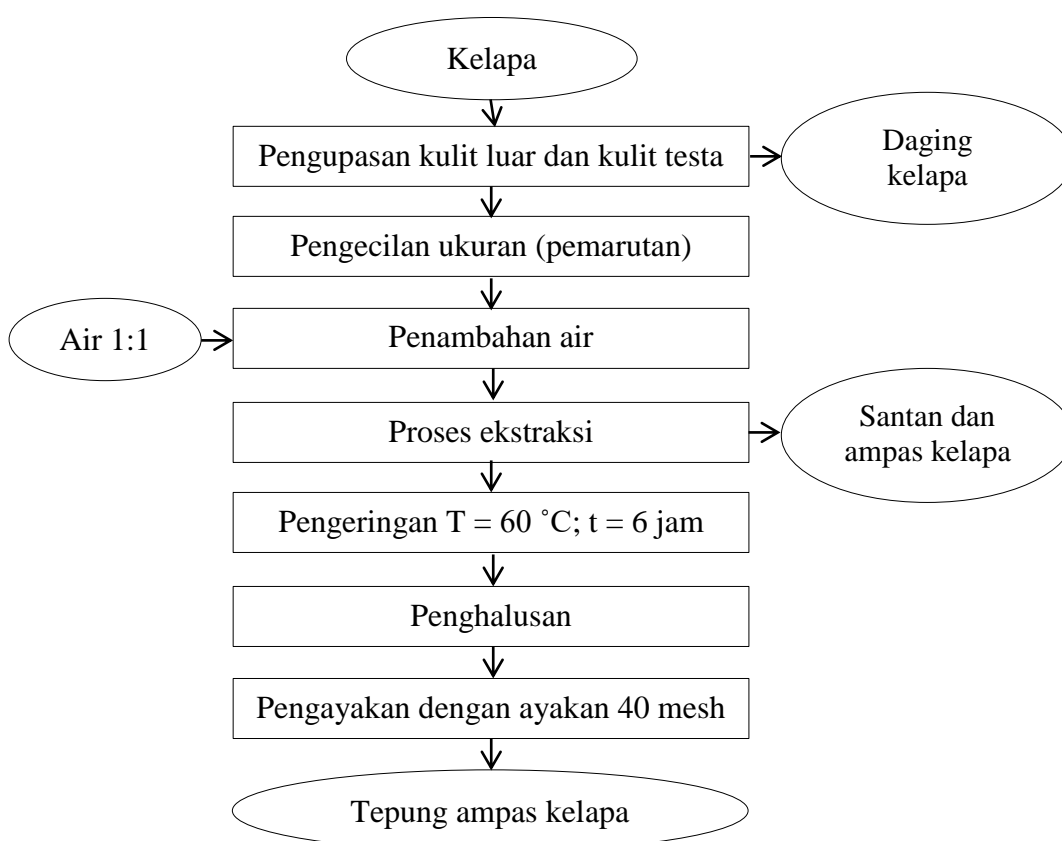 Kelapa
Pengupasan kulit luar dan kulit testa
Daging
kelapa
Pengecilan ukuran (pemarutan)
Air 1:1
Penambahan air
Proses ekstraksi
Santan dan
ampas kelapa
Pengeringan T = 60 ˚C; t = 6 jam
Penghalusan
Pengayakan dengan ayakan 40 mesh
Tepung ampas kelapa